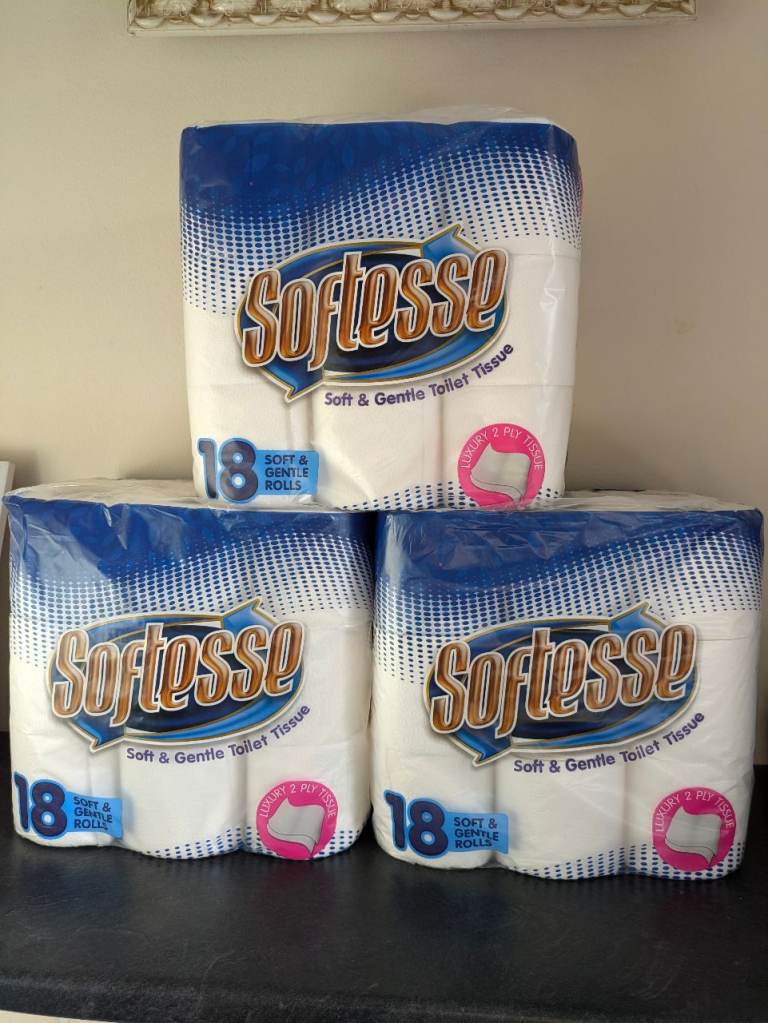 Softesse
Soft & Gentle Toilet Tissue
18
SOFT &
GENTLE
ROLLS
LUXURY 2 PLY TISSUE
Softesse
Soft & Gentle Toilet Tissue
18
SOFT &
GENTLE
ROLLS
LUXURY 2 PLY TISSUE
Softesse
Soft & Gentle Toilet Tissue
18
SOFT &
GENTLE
ROLLS
LUXURY 2 PLY TISSUE